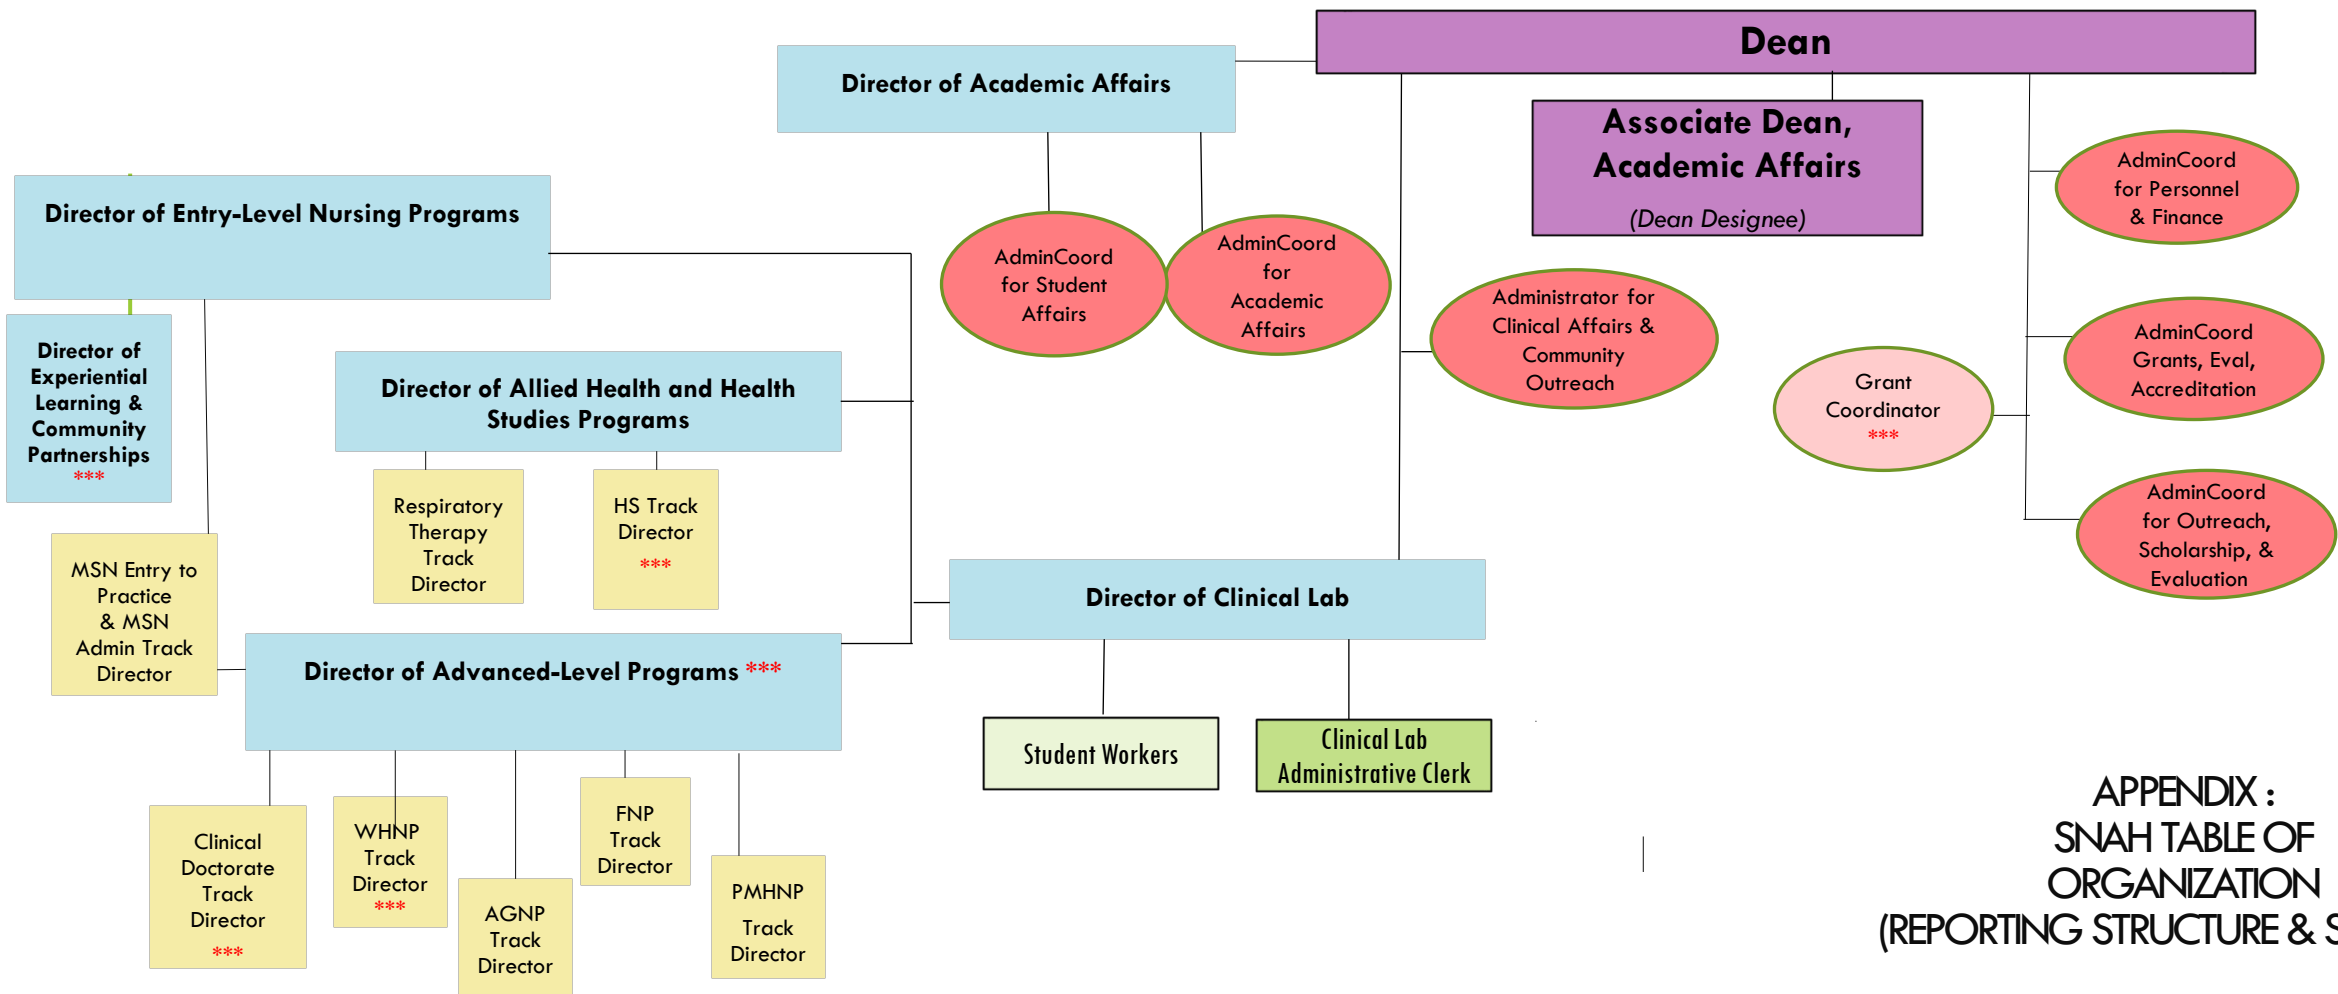 Dean
Director of Academic Affairs
Associate Dean,
Academic Affairs
(Dean Designee)
AdminCoord
for Personnel
& Finance
Director of Entry-Level Nursing Programs
AdminCoord
for Student
Affairs
AdminCoord
for
Academic
Affairs
Administrator for
Clinical Affairs &
Community
Outreach
AdminCoord
Grants, Eval,
Accreditation
Grant
Coordinator
***
Director of
Experiential
Learning &
Community
Partnerships
***
Director of Allied Health and Health
Studies Programs
Respiratory
Therapy
Track
Director
HS Track
Director
***
AdminCoord
for Outreach,
Scholarship, &
Evaluation
MSN Entry to
Practice
& MSN
Admin Track
Director
Director of Clinical Lab
Director of Advanced-Level Programs ***
Student Workers
Clinical Lab
Administrative Clerk
Clinical
Doctorate
Track
Director
***
WHNP
Track
Director
***
AGNP
Track
Director
FNP
Track
Director
PMHNP
Track
Director
APPENDIX :
SNAH TABLE OF
ORGANIZATION
(REPORTING STRUCTURE &